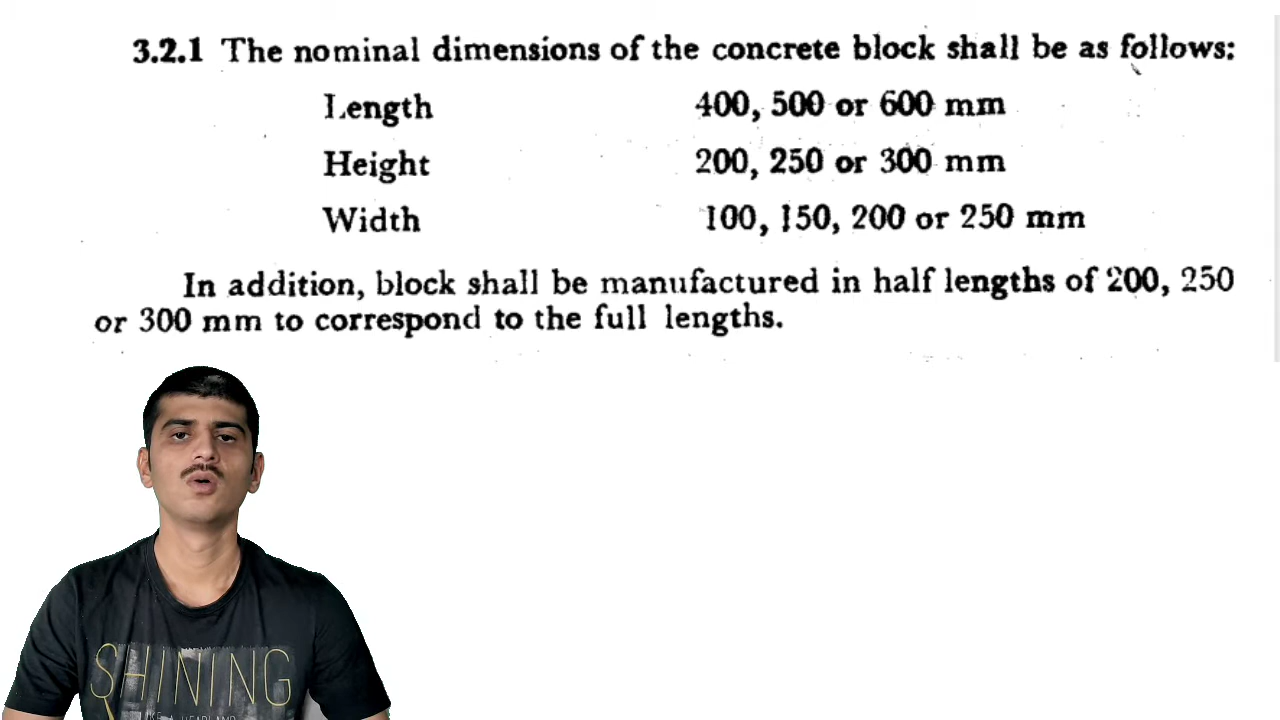 3.2.1 The nominal dimensions of the concrete block shall be as follows:
Length 400, 500 or 600 mm
Height 200, 250 or 300 mm
Width 100, 150, 200 or 250 mm
In addition, block shall be manufactured in half lengths of 200, 250
or 300 mm to correspond to the full lengths.
SHINING
LIKE A HEADLAND